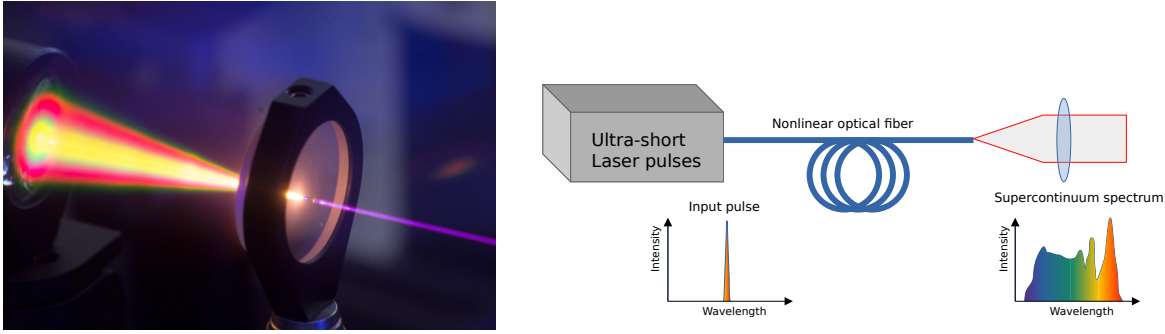 Ultra-short
Laser pulses
Nonlinear optical fiber
Input pulse
Intensity
Wavelength
Supercontinuum spectrum
Intensity
Wavelength